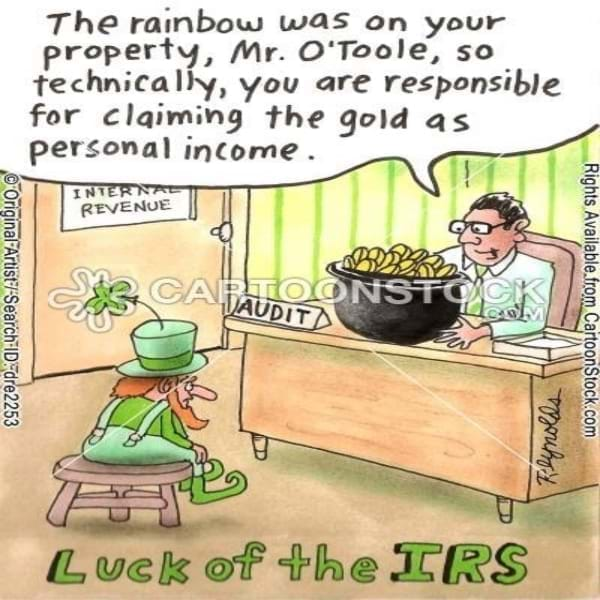 The rainbow was on your
property, Mr. O'Toole, so
technically, you are responsible
for claiming the gold as
personal income.
INTERNAL
REVENUE
CARTOONSTOCK
.COM
AUDIT
Reynolds
Luck of the IRS
© Original Artist / Search ID: dre2253
Rights Available from CartoonStock.com